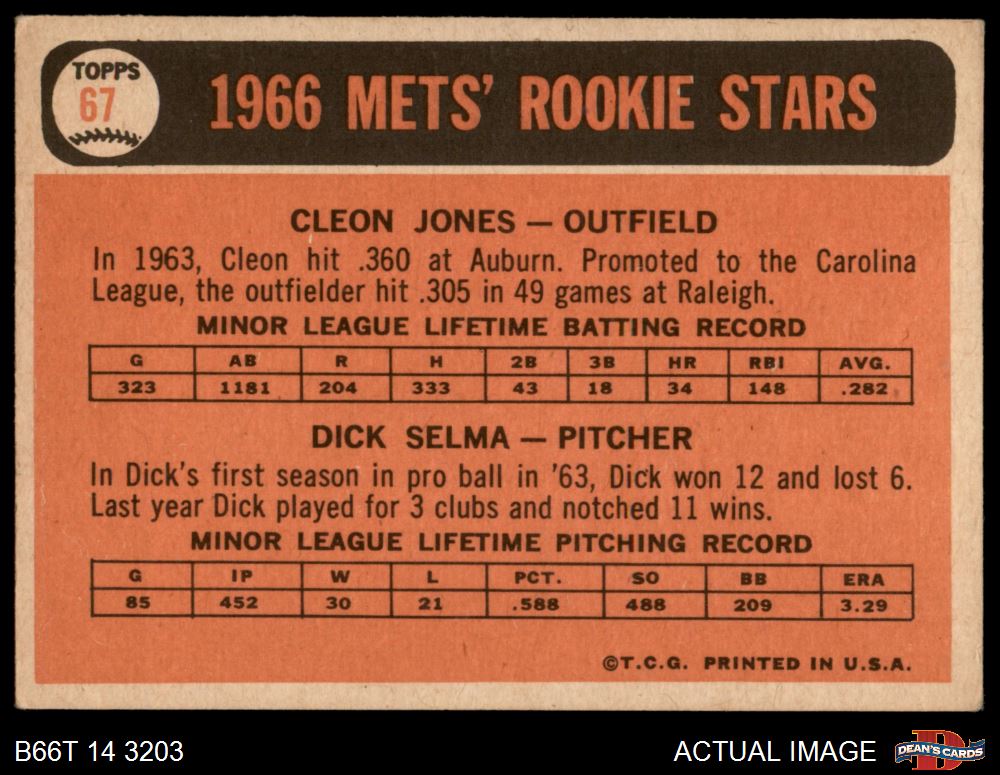 TOPPS
67
1966 METS' ROOKIE STARS
CLEON JONES — OUTFIELD
In 1963, Cleon hit .360 at Auburn. Promoted to the Carolina
League, the outfielder hit .305 in 49 games at Raleigh.
MINOR LEAGUE LIFETIME BATTING RECORD
G AB R H 2B 3B HR RBI AVG.
323 1181 204 333 43 18 34 148 .282
DICK SELMA — PITCHER
In Dick's first season in pro ball in '63, Dick won 12 and lost 6.
Last year Dick played for 3 clubs and notched 11 wins.
MINOR LEAGUE LIFETIME PITCHING RECORD
G IP W L PCT. SO BB ERA
85 452 30 21 .588 488 209 3.29
©T.C.G. PRINTED IN U.S.A.
B66T 14 3203
ACTUAL IMAGE
DEAN'S CARDS